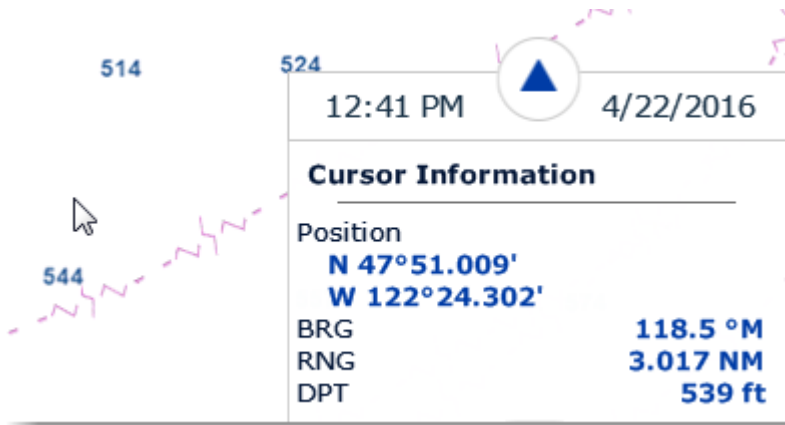 514
524
12:41 PM 4/22/2016
Cursor Information
Position
N 47°51.009'
W 122°24.302'
544
BRG 118.5 °M
RNG 3.017 NM
DPT 539 ft